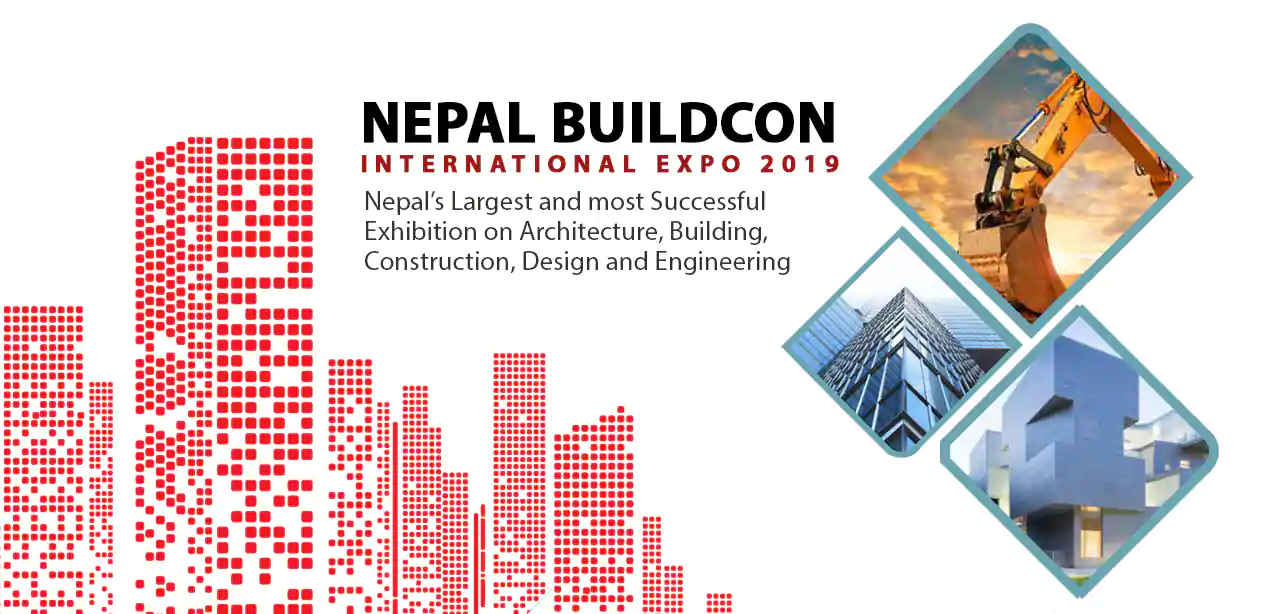 NEPAL BUILDCON
INTERNATIONAL EXPO 2019
Nepal’s Largest and most Successful
Exhibition on Architecture, Building,
Construction, Design and Engineering